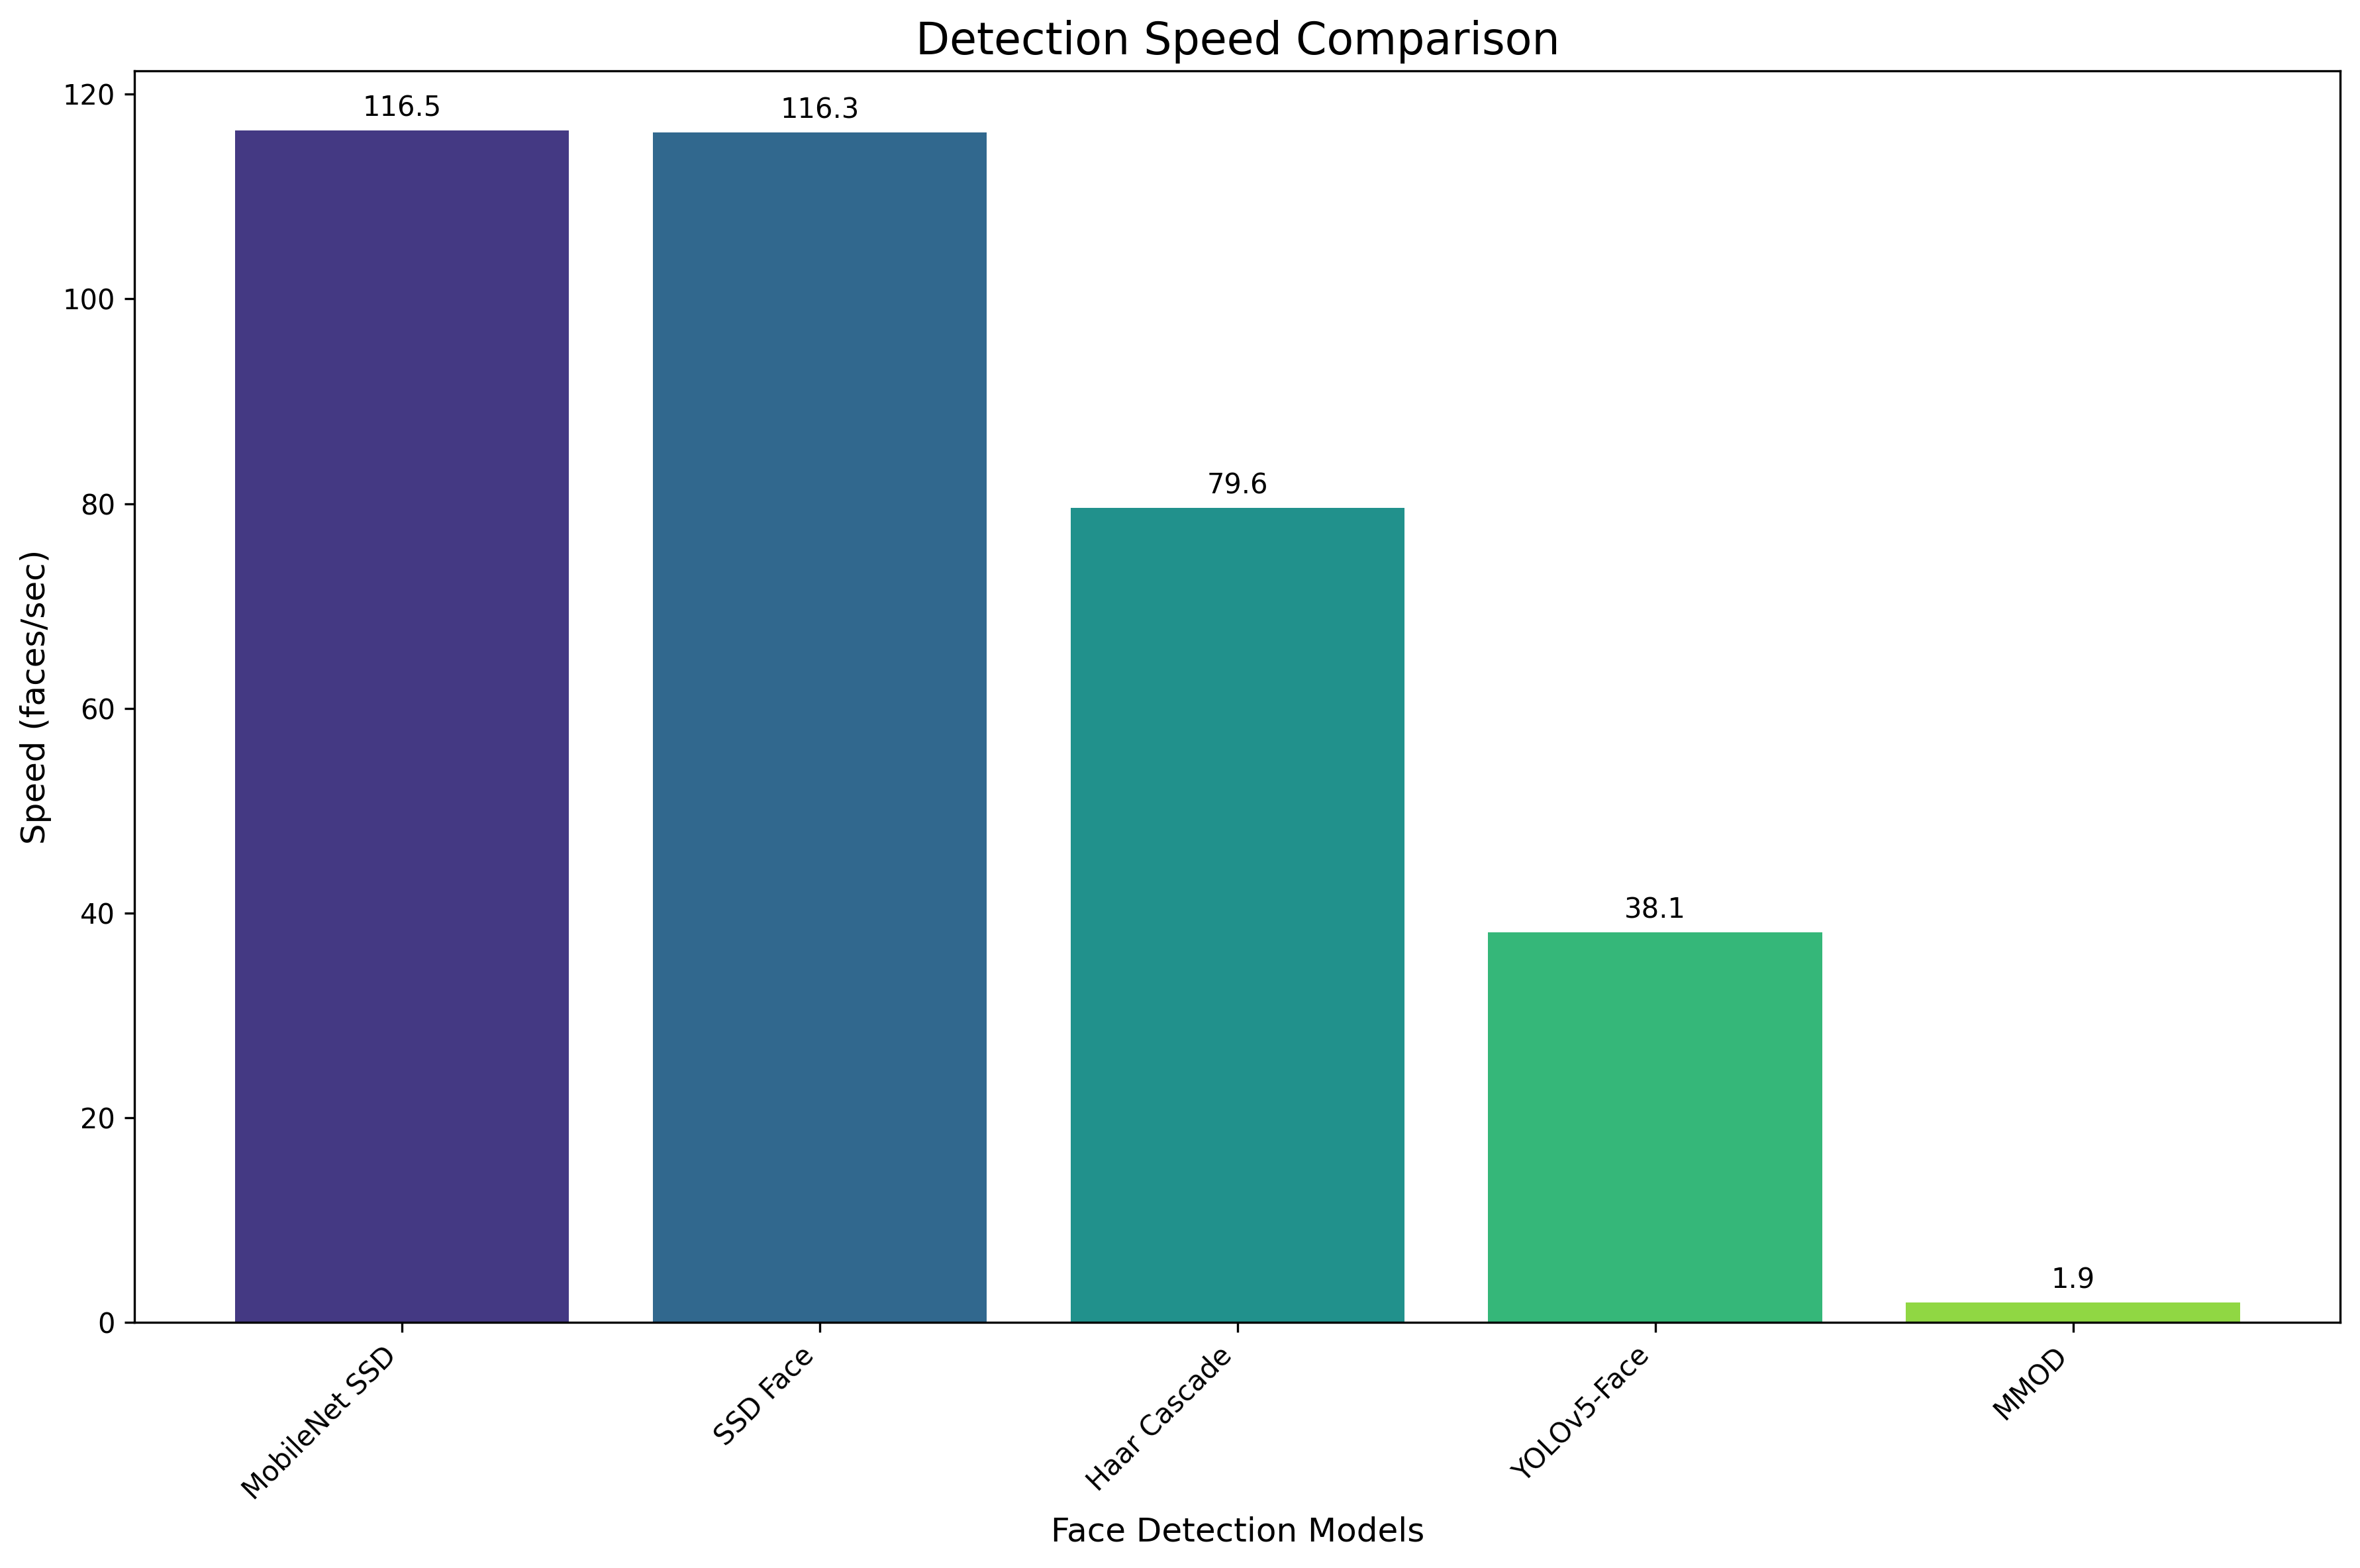 Detection Speed Comparison
120
100
80
60
40
20
0
Speed (faces/sec)
116.5
116.3
79.6
38.1
1.9
MobileNet SSD
SSD Face
Haar Cascade
YOLOv5-Face
MMOD
Face Detection Models